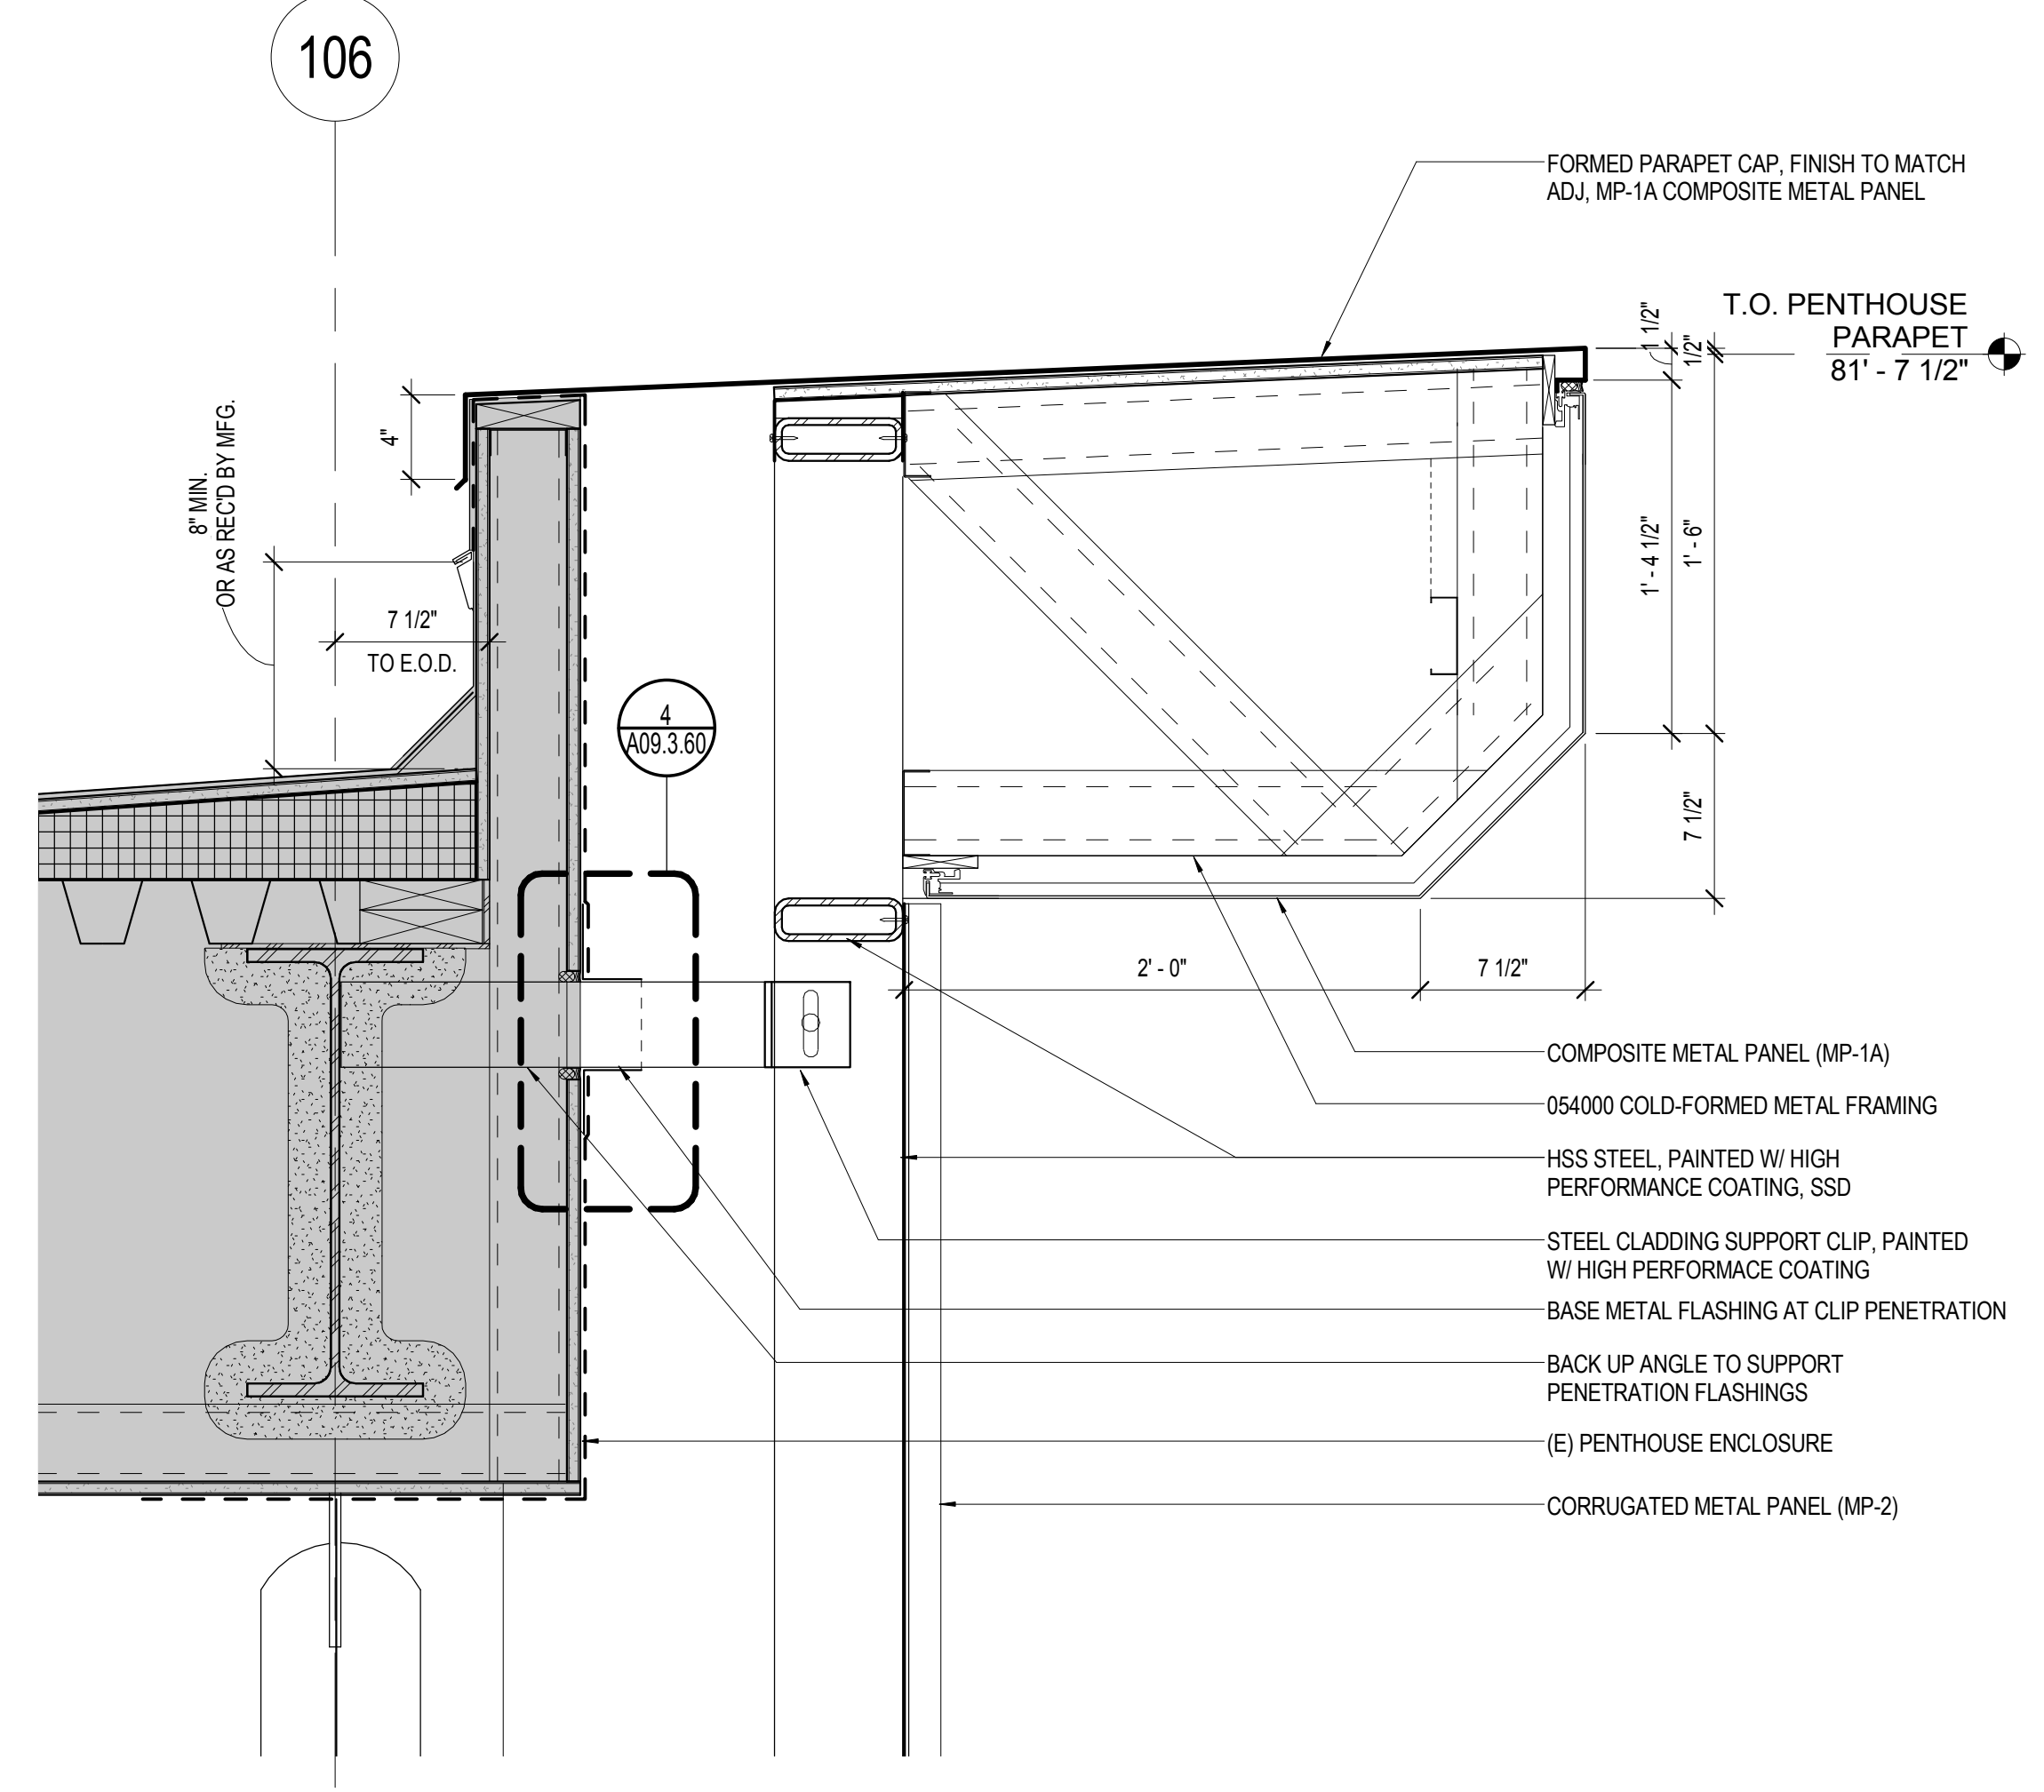 106
FORMED PARAPET CAP, FINISH TO MATCH
ADJ, MP-1A COMPOSITE METAL PANEL
T.O. PENTHOUSE
PARAPET
81' - 7 1/2"
1 1/2"
1/2"
4"
8" MIN.
OR AS REC'D BY MFG.
7 1/2"
TO E.O.D.
1' - 4 1/2"
1' - 6"
7 1/2"
4
A09.3.60
2' - 0"
7 1/2"
COMPOSITE METAL PANEL (MP-1A)
054000 COLD-FORMED METAL FRAMING
HSS STEEL, PAINTED W/ HIGH
PERFORMANCE COATING, SSD
STEEL CLADDING SUPPORT CLIP, PAINTED
W/ HIGH PERFORMACE COATING
BASE METAL FLASHING AT CLIP PENETRATION
BACK UP ANGLE TO SUPPORT
PENETRATION FLASHINGS
(E) PENTHOUSE ENCLOSURE
CORRUGATED METAL PANEL (MP-2)